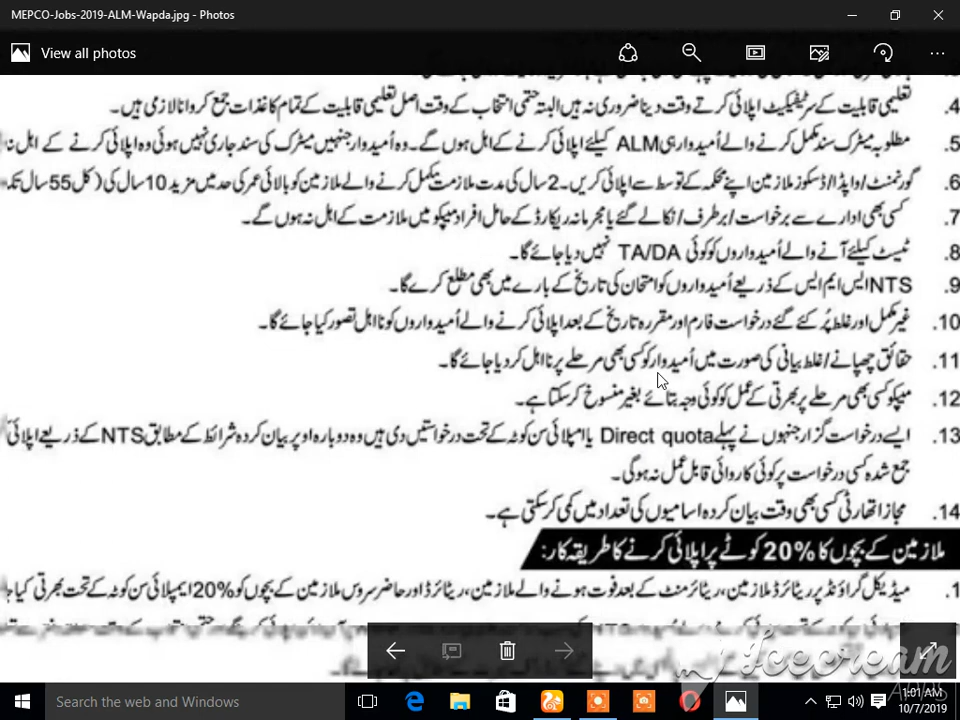 MEPCO-Jobs-2019-ALM-Wapda.jpg - Photos
View all photos
4. تعلیمی قابلیت کے سرٹیفیکیٹ اپلائی کرتے وقت دینا ضروری نہ ہیں البتہ حتمی انتخاب کے وقت اصل تعلیمی قابلیت کے تمام کاغذات جمع کروانا لازمی ہیں۔
5. مطلوبہ میٹرک سند مکمل کرنے والے اُمیدوار ہی ALM کیلئے اپلائی کرنے کے اہل ہوں گے۔ وہ اُمیدوار جنہیں میٹرک کی سند جاری نہیں ہوئی وہ اپلائی کرنے کے اہل نا
6. گورنمنٹ/واپڈا/ڈسکوز ملازمین اپنے محکمہ کے توسط سے اپلائی کریں۔ 2 سال کی مدت ملازمت مکمل کرنے والے ملازمین کو بالائی عمر کی حد میں مزید 10 سال کی (کل 55 سال تک
7. کسی بھی ادارے سے برخواست/برطرف/نکالے گئے یا مجرمانہ ریکارڈ کے حامل افراد میپکو میں ملازمت کے اہل نہ ہوں گے۔
8. ٹیسٹ کیلئے آنے والے اُمیدواروں کو کوئی TA/DA نہیں دیا جائے گا۔
9. NTS ایس ایم ایس کے ذریعے اُمیدواروں کو امتحان کی تاریخ کے بارے میں بھی مطلع کرے گا۔
10. غیر مکمل اور غلط پُر کئے گئے درخواست فارم اور مقررہ تاریخ کے بعد اپلائی کرنے والے اُمیدواروں کو نااہل تصور کیا جائے گا۔
11. حقائق چھپانے/غلط بیانی کی صورت میں اُمیدوار کو کسی بھی مرحلے پر نااہل کر دیا جائے گا۔
12. میپکو کسی بھی مرحلے پر بھرتی کے عمل کو کوئی وجہ بتائے بغیر منسوخ کر سکتا ہے۔
13. ایسے درخواست گزار جنہوں نے پہلے Direct quota یا امپلائی سن کوٹہ کے تحت درخواستیں دی ہیں وہ دوبارہ اوپر بیان کردہ شرائط کے مطابق NTS کے ذریعے اپلائی
جمع شدہ کسی درخواست پر کوئی کاروائی قابل عمل نہ ہوگی۔
14. مجاز اتھارٹی کسی بھی وقت بیان کردہ اسامیوں کی تعداد میں کمی کر سکتی ہے۔
ملازمین کے بچوں کا 20% کوٹے پر اپلائی کرنے کا طریقہ کار:
1. میڈیکل گراؤنڈ پر ریٹائرڈ ملازمین، ریٹائرمنٹ کے بعد فوت ہونے والے ملازمین، ریٹائرڈ اور حاضر سروس ملازمین کے بچوں کو 20% ایمپلائی سن کوٹہ کے تحت بھرتی کیا جا
Icecream
APPS
Search the web and Windows
1:01 AM
10/7/2019